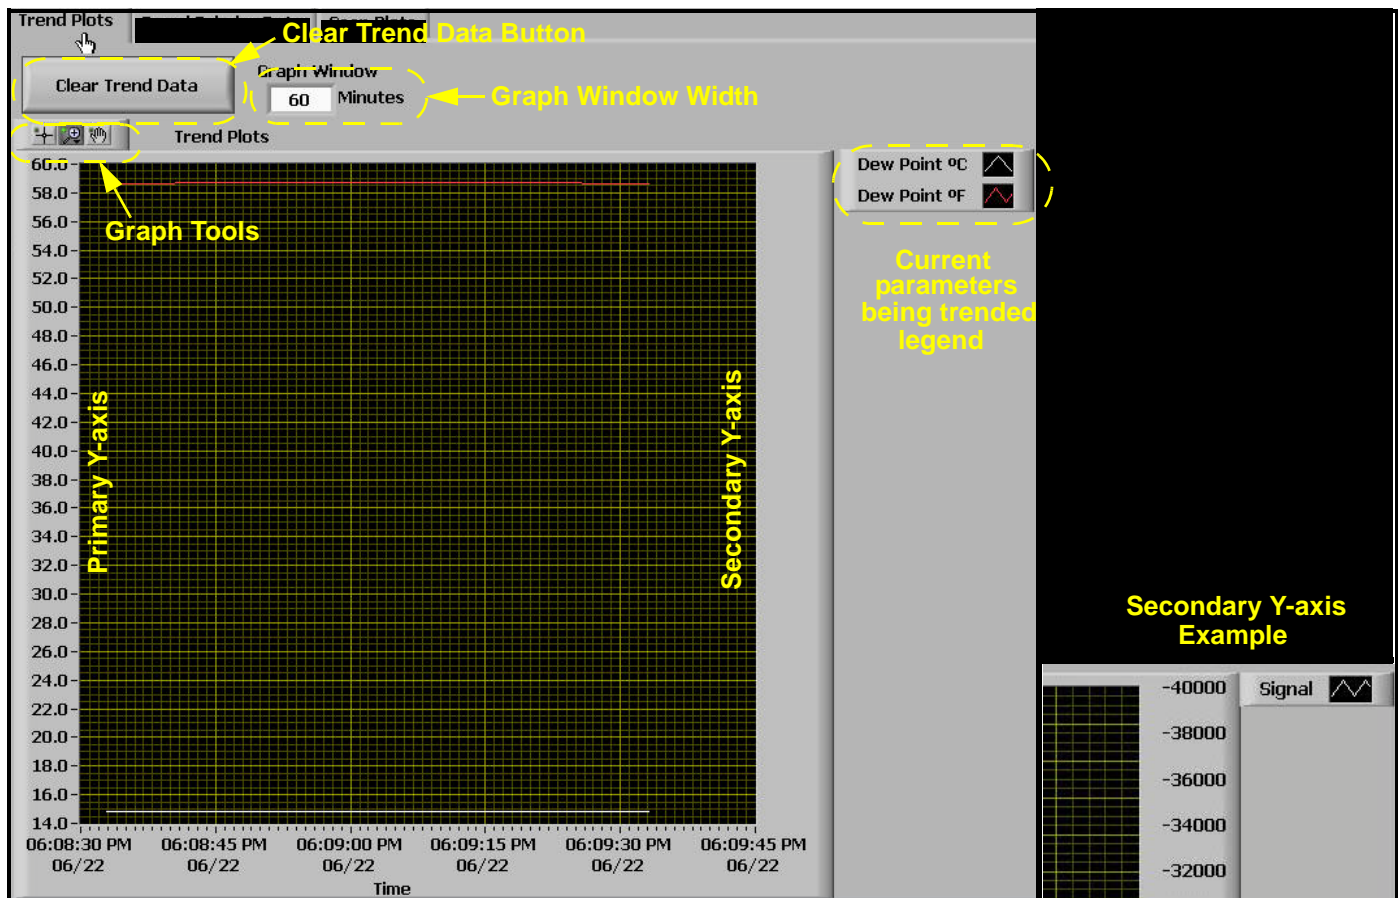 Trend Plots
Clear Trend Data Button
Clear Trend Data
Graph Window
60 Minutes
Graph Window Width
Trend Plots
60.0
58.0
56.0
54.0
52.0
50.0
48.0
46.0
44.0
42.0
40.0
38.0
36.0
34.0
32.0
30.0
28.0
26.0
24.0
22.0
20.0
18.0
16.0
14.0
Graph Tools
Primary Y-axis
Secondary Y-axis
06:08:30 PM 06:08:45 PM 06:09:00 PM 06:09:15 PM 06:09:30 PM 06:09:45 PM
06/22 06/22 06/22 06/22 06/22 06/22
Time
Dew Point ºC
Dew Point ºF
Current
parameters
being trended
legend
Secondary Y-axis
Example
-40000
-38000
-36000
-34000
-32000
Signal